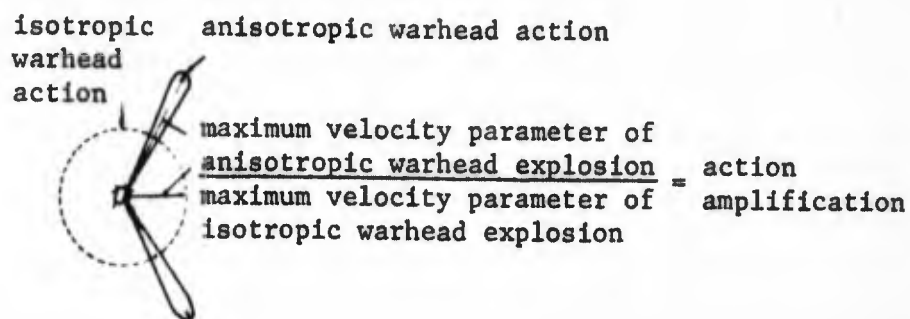 isotropic
warhead
action
anisotropic warhead action
maximum velocity parameter of
anisotropic warhead explosion
maximum velocity parameter of
isotropic warhead explosion
= action
amplification